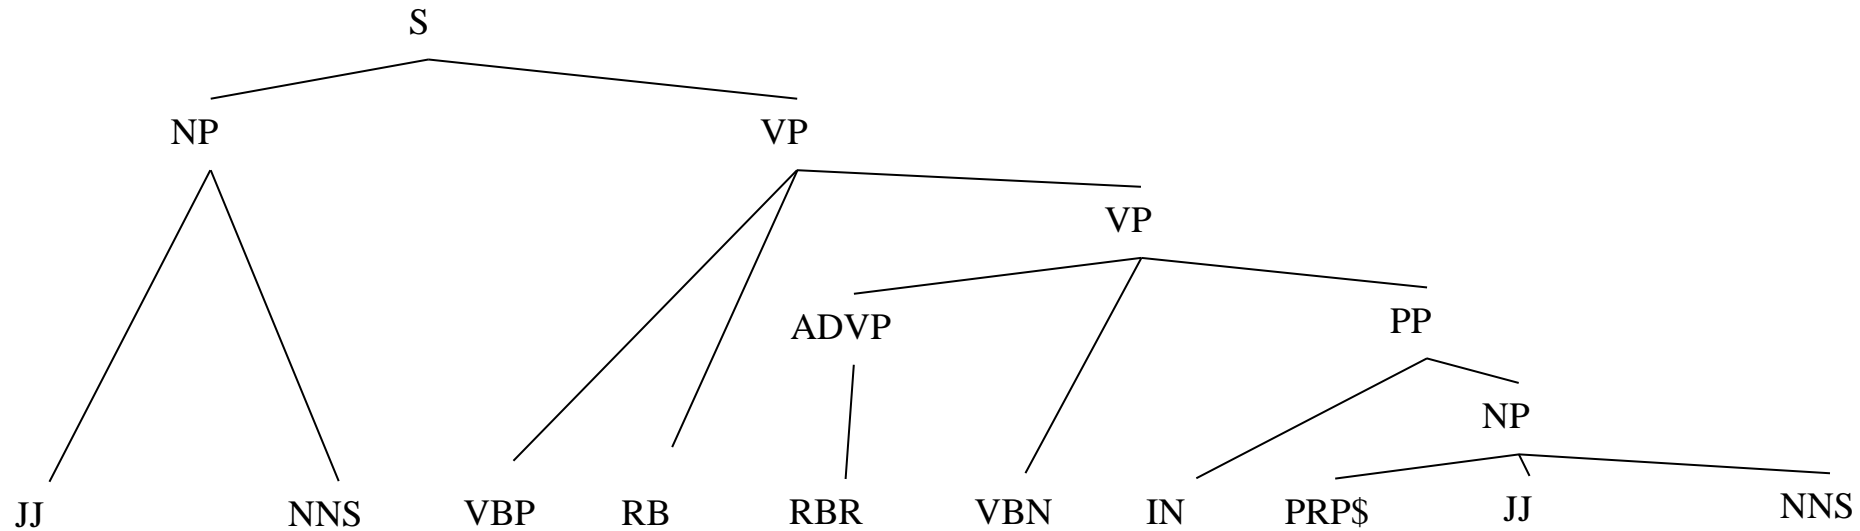 S
NP VP
VP
ADVP PP
NP
JJ NNS VBP RB RBR VBN IN PRP$ JJ NNS